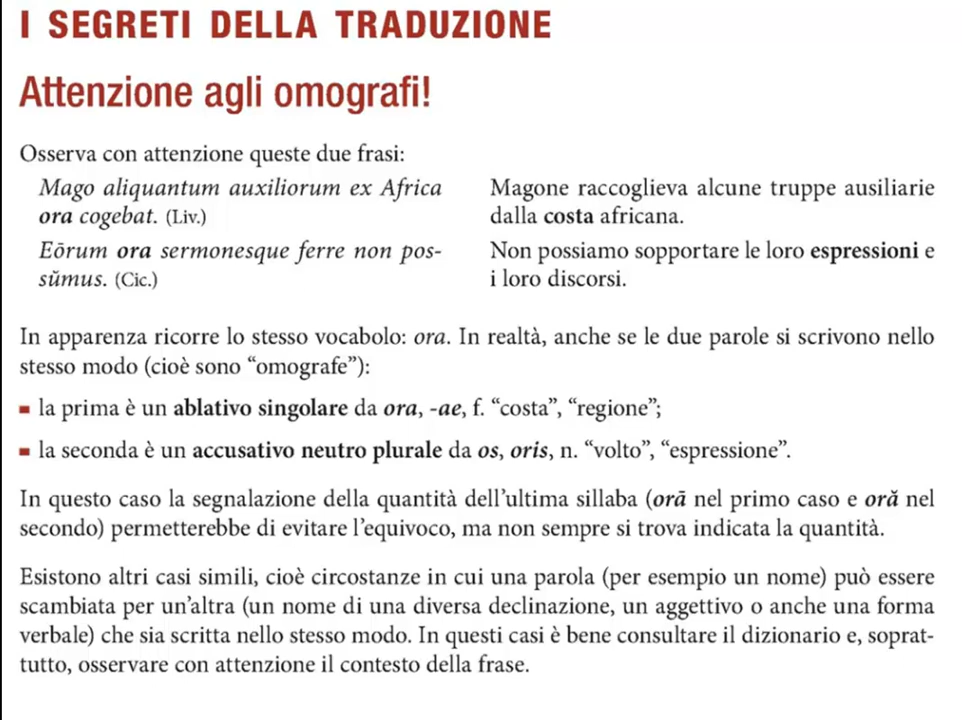 I SEGRETI DELLA TRADUZIONE
Attenzione agli omografi!
Osserva con attenzione queste due frasi:
Mago aliquantum auxiliorum ex Africa
ora cogebat. (Liv.)
Magone raccoglieva alcune truppe ausiliarie
dalla costa africana.
Eōrum ora sermonesque ferre non pos-
sŭmus. (Cic.)
Non possiamo sopportare le loro espressioni e
i loro discorsi.
In apparenza ricorre lo stesso vocabolo: ora. In realtà, anche se le due parole si scrivono nello
stesso modo (cioè sono “omografe”):
la prima è un ablativo singolare da ora, -ae, f. “costa”, “regione”;
la seconda è un accusativo neutro plurale da os, oris, n. “volto”, “espressione”.
In questo caso la segnalazione della quantità dell’ultima sillaba (orā nel primo caso e oră nel
secondo) permetterebbe di evitare l’equivoco, ma non sempre si trova indicata la quantità.
Esistono altri casi simili, cioè circostanze in cui una parola (per esempio un nome) può essere
scambiata per un’altra (un nome di una diversa declinazione, un aggettivo o anche una forma
verbale) che sia scritta nello stesso modo. In questi casi è bene consultare il dizionario e, soprat-
tutto, osservare con attenzione il contesto della frase.